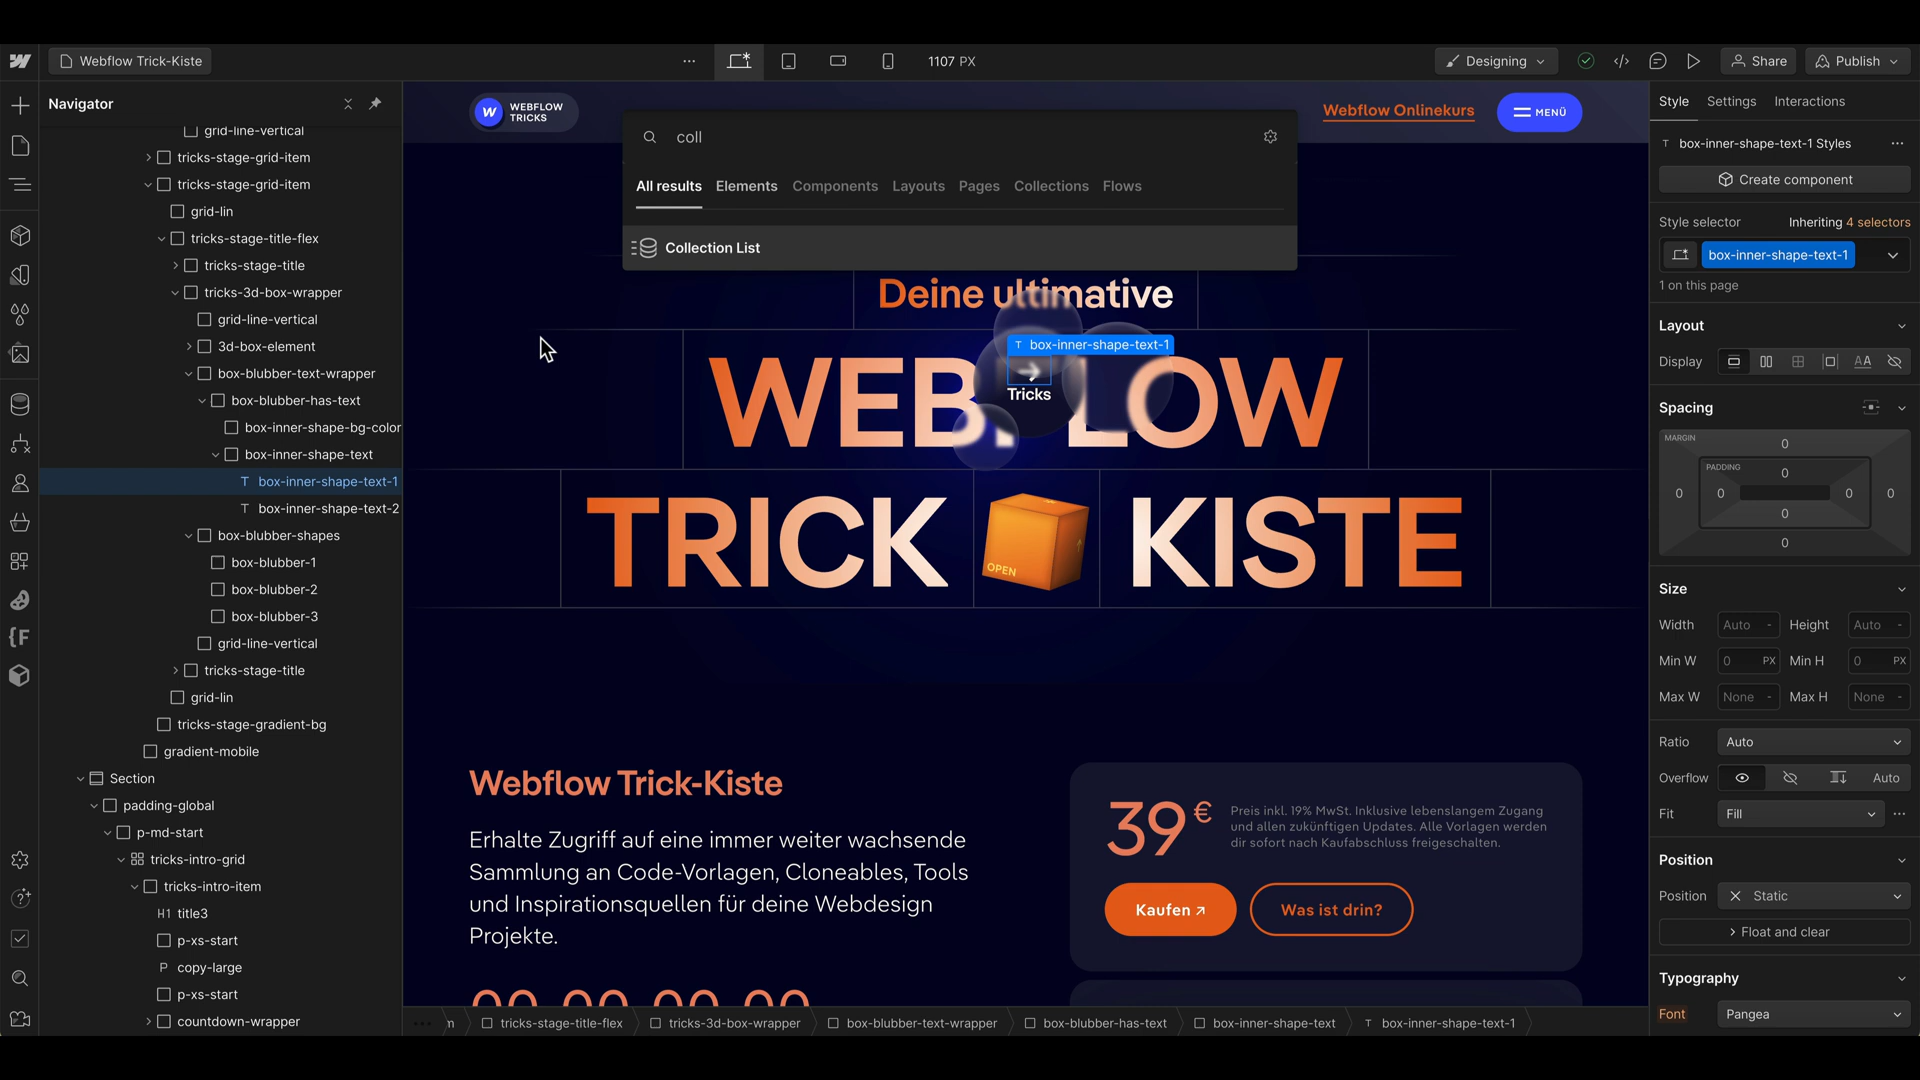 Webflow Trick-Kiste
1107 PX
Designing
Share
Publish
Navigator
grid-line-vertical
tricks-stage-grid-item
tricks-stage-grid-item
grid-lin
tricks-stage-title-flex
tricks-stage-title
tricks-3d-box-wrapper
grid-line-vertical
3d-box-element
box-blubber-text-wrapper
box-blubber-has-text
box-inner-shape-bg-color
box-inner-shape-text
T box-inner-shape-text-1
T box-inner-shape-text-2
box-blubber-shapes
box-blubber-1
box-blubber-2
box-blubber-3
grid-line-vertical
tricks-stage-title
grid-lin
tricks-stage-gradient-bg
gradient-mobile
Section
padding-global
p-md-start
tricks-intro-grid
tricks-intro-item
H1 title3
p-xs-start
P copy-large
p-xs-start
countdown-wrapper
WEBFLOW
TRICKS
Webflow Onlinekurs
MENÜ
coll
All results Elements Components Layouts Pages Collections Flows
Collection List
Deine ultimative
T box-inner-shape-text-1
WEBFLOW
Tricks
TRICK KISTE
OPEN
Webflow Trick-Kiste
Erhalte Zugriff auf eine immer weiter wachsende
Sammlung an Code-Vorlagen, Cloneables, Tools
und Inspirationsquellen für deine Webdesign
Projekte.
00 00 00 00
39 €
Preis inkl. 19% MwSt. Inklusive lebenslangem Zugang
und allen zukünftigen Updates. Alle Vorlagen werden
dir sofort nach Kaufabschluss freigeschalten.
Kaufen ↗
Was ist drin?
m tricks-stage-title-flex tricks-3d-box-wrapper box-blubber-text-wrapper box-blubber-has-text box-inner-shape-text T box-inner-shape-text-1
Style Settings Interactions
T box-inner-shape-text-1 Styles
Create component
Style selector Inheriting 4 selectors
box-inner-shape-text-1
1 on this page
Layout
Display
Spacing
MARGIN
0
PADDING
0
0 0 0 0
0
0
Size
Width Auto - Height Auto -
Min W 0 PX Min H 0 PX
Max W None - Max H None -
Ratio Auto
Overflow Auto
Fit Fill
Position
Position Static
Float and clear
Typography
Font Pangea